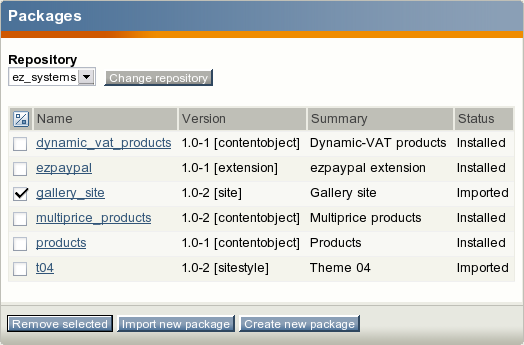 Packages
Repository
ez_systems Change repository
Name Version Summary Status
dynamic_vat_products 1.0-1 [contentobject] Dynamic-VAT products Installed
ezpaypal 1.0-1 [extension] ezpaypal extension Installed
gallery_site 1.0-2 [site] Gallery site Imported
multiprice_products 1.0-2 [contentobject] Multiprice products Installed
products 1.0-1 [contentobject] Products Installed
t04 1.0-2 [sitestyle] Theme 04 Imported
Remove selected Import new package Create new package